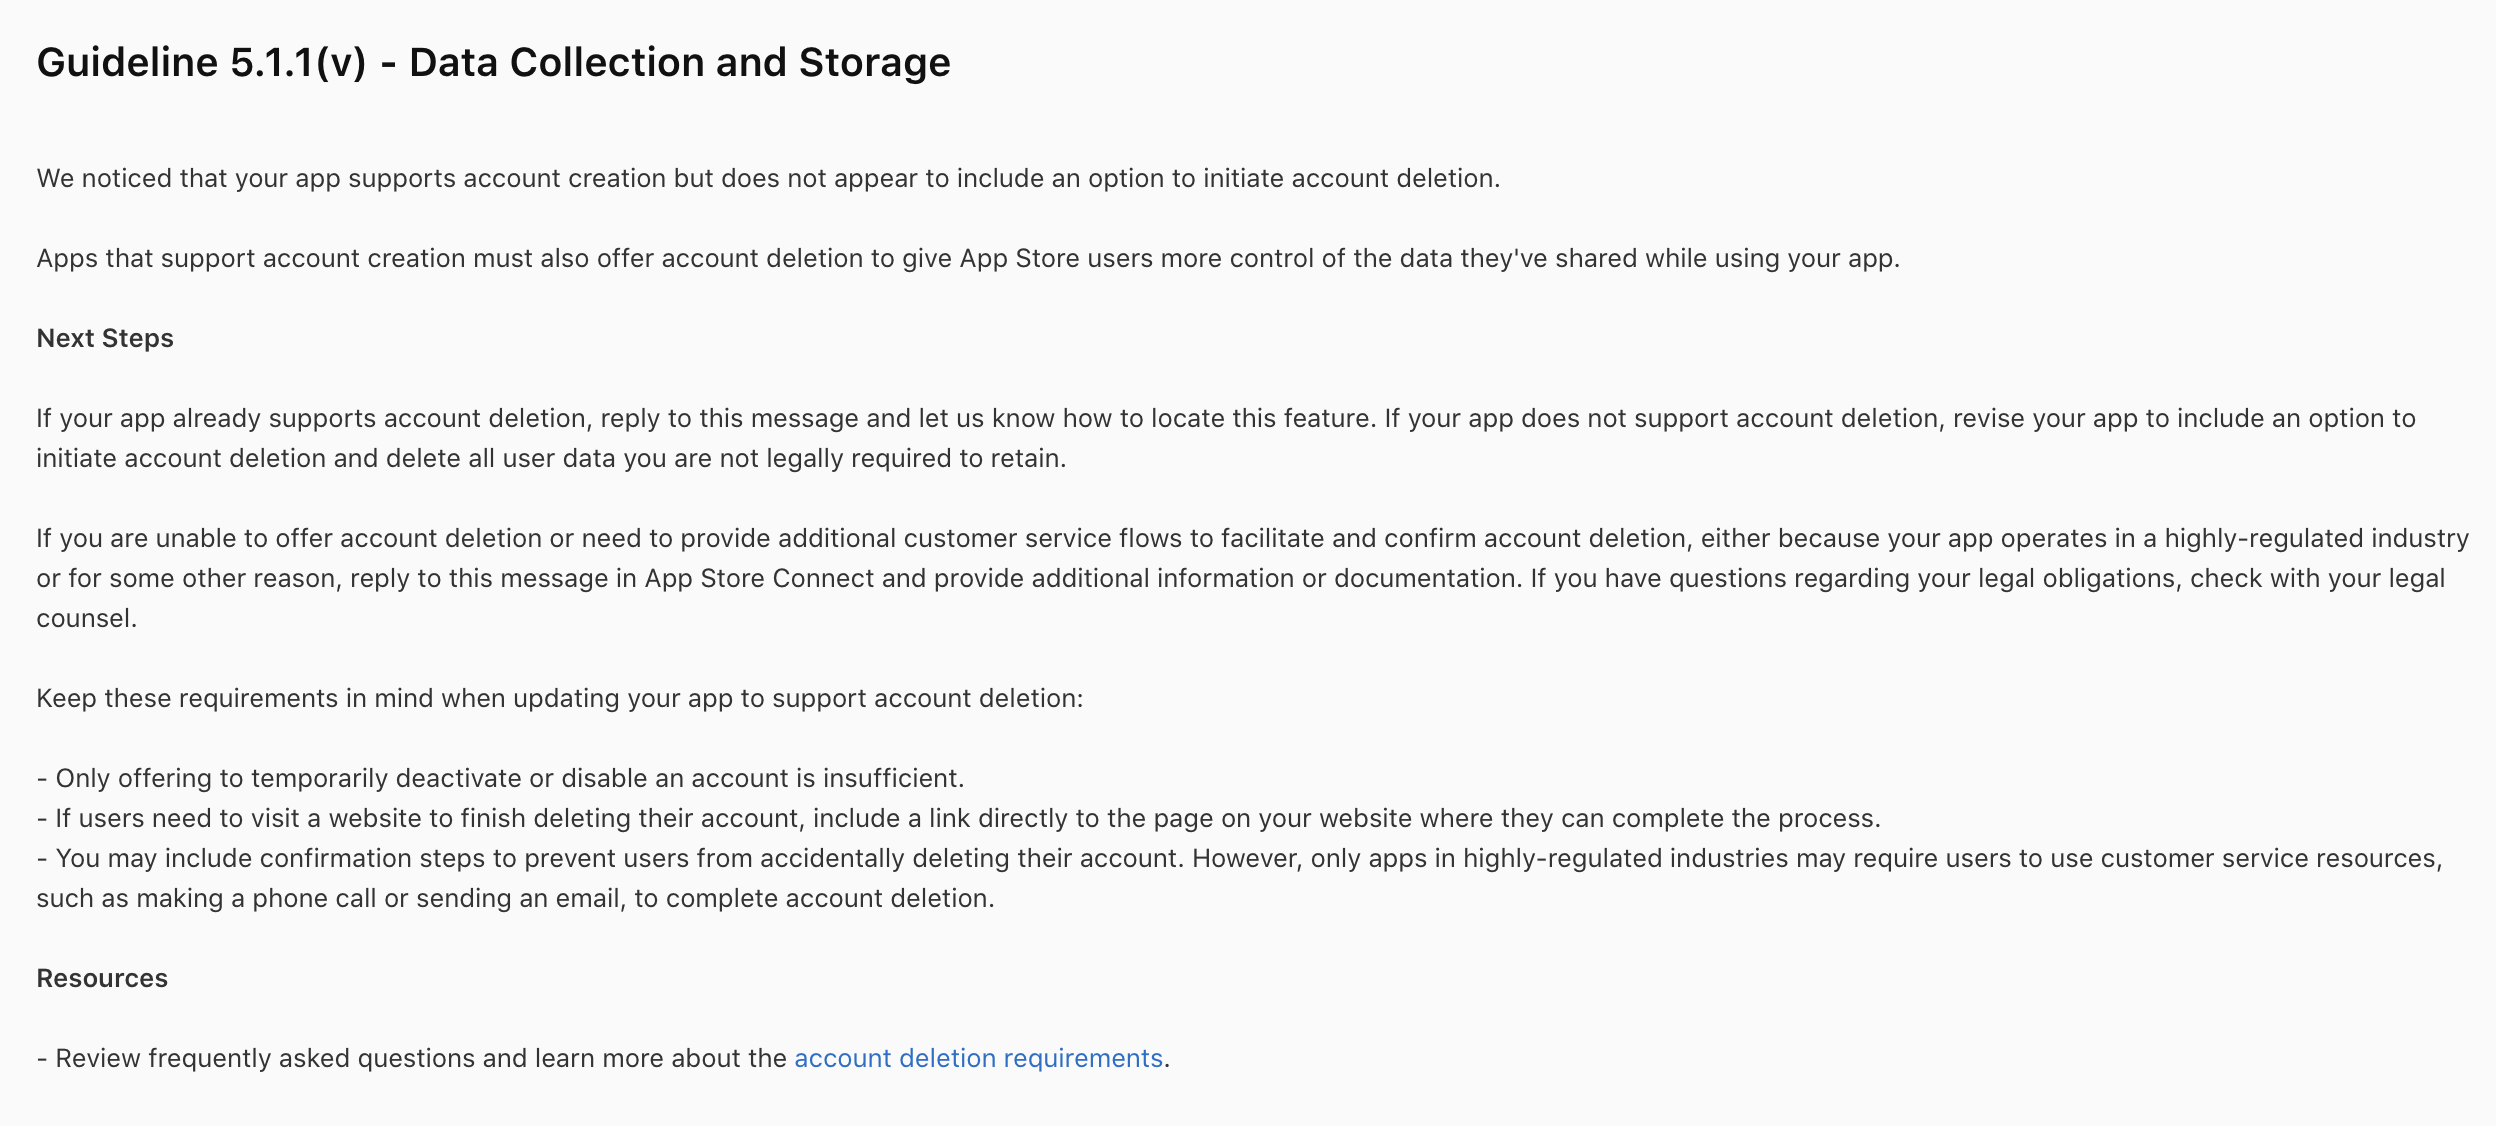 Guideline 5.1.1(v) - Data Collection and Storage
We noticed that your app supports account creation but does not appear to include an option to initiate account deletion.
Apps that support account creation must also offer account deletion to give App Store users more control of the data they've shared while using your app.
Next Steps
If your app already supports account deletion, reply to this message and let us know how to locate this feature. If your app does not support account deletion, revise your app to include an option to
initiate account deletion and delete all user data you are not legally required to retain.
If you are unable to offer account deletion or need to provide additional customer service flows to facilitate and confirm account deletion, either because your app operates in a highly-regulated industry
or for some other reason, reply to this message in App Store Connect and provide additional information or documentation. If you have questions regarding your legal obligations, check with your legal
counsel.
Keep these requirements in mind when updating your app to support account deletion:
- Only offering to temporarily deactivate or disable an account is insufficient.
- If users need to visit a website to finish deleting their account, include a link directly to the page on your website where they can complete the process.
- You may include confirmation steps to prevent users from accidentally deleting their account. However, only apps in highly-regulated industries may require users to use customer service resources,
such as making a phone call or sending an email, to complete account deletion.
Resources
- Review frequently asked questions and learn more about the account deletion requirements.